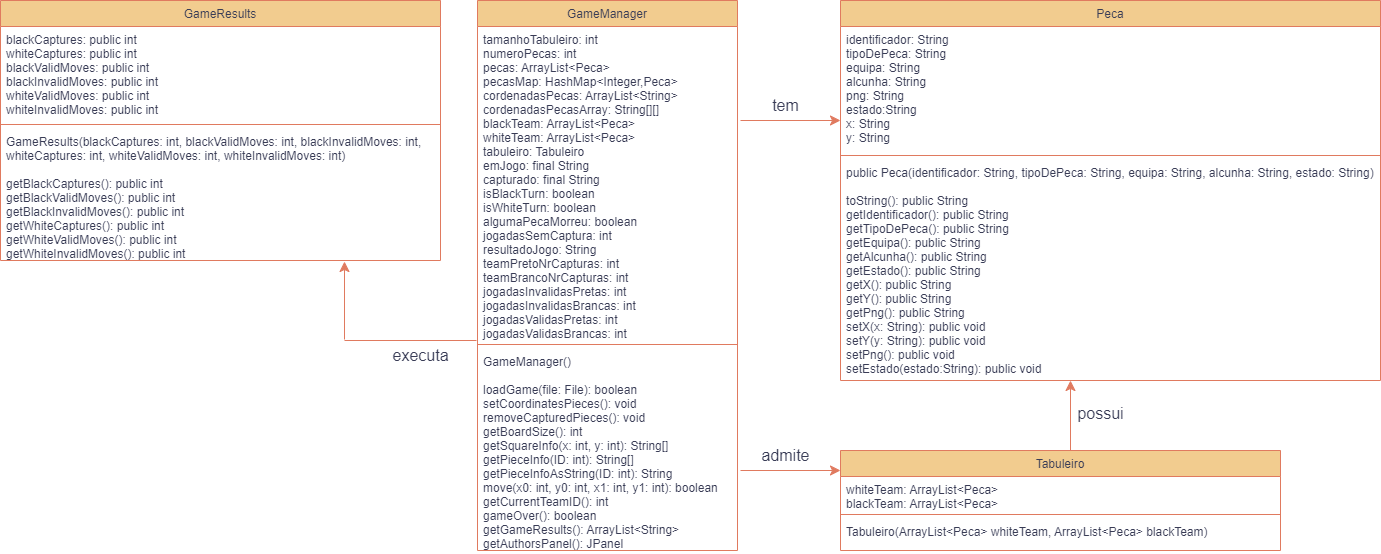 GameResults
blackCaptures: public int
whiteCaptures: public int
blackValidMoves: public int
blackInvalidMoves: public int
whiteValidMoves: public int
whiteInvalidMoves: public int
GameResults(blackCaptures: int, blackValidMoves: int, blackInvalidMoves: int,
whiteCaptures: int, whiteValidMoves: int, whiteInvalidMoves: int)
getBlackCaptures(): public int
getBlackValidMoves(): public int
getBlackInvalidMoves(): public int
getWhiteCaptures(): public int
getWhiteValidMoves(): public int
getWhiteInvalidMoves(): public int
executa
GameManager
tamanhoTabuleiro: int
numeroPecas: int
pecas: ArrayList<Peca>
pecasMap: HashMap<Integer,Peca>
cordenadasPecas: ArrayList<String>
cordenadasPecasArray: String[][]
blackTeam: ArrayList<Peca>
whiteTeam: ArrayList<Peca>
tabuleiro: Tabuleiro
emJogo: final String
capturado: final String
isBlackTurn: boolean
isWhiteTurn: boolean
algumaPecaMorreu: boolean
jogadasSemCaptura: int
resultadoJogo: String
teamPretoNrCapturas: int
teamBrancoNrCapturas: int
jogadasInvalidasPretas: int
jogadasInvalidasBrancas: int
jogadasValidasPretas: int
jogadasValidasBrancas: int
GameManager()
loadGame(file: File): boolean
setCoordinatesPieces(): void
removeCapturedPieces(): void
getBoardSize(): int
getSquareInfo(x: int, y: int): String[]
getPieceInfo(ID: int): String[]
getPieceInfoAsString(ID: int): String
move(x0: int, y0: int, x1: int, y1: int): boolean
getCurrentTeamID(): int
gameOver(): boolean
getGameResults(): ArrayList<String>
getAuthorsPanel(): JPanel
tem
admite
Peca
identificador: String
tipoDePeca: String
equipa: String
alcunha: String
png: String
estado:String
x: String
y: String
public Peca(identificador: String, tipoDePeca: String, equipa: String, alcunha: String, estado: String)
toString(): public String
getIdentificador(): public String
getTipoDePeca(): public String
getEquipa(): public String
getAlcunha(): public String
getEstado(): public String
getX(): public String
getY(): public String
getPng(): public String
setX(x: String): public void
setY(y: String): public void
setPng(): public void
setEstado(estado:String): public void
possui
Tabuleiro
whiteTeam: ArrayList<Peca>
blackTeam: ArrayList<Peca>
Tabuleiro(ArrayList<Peca> whiteTeam, ArrayList<Peca> blackTeam)